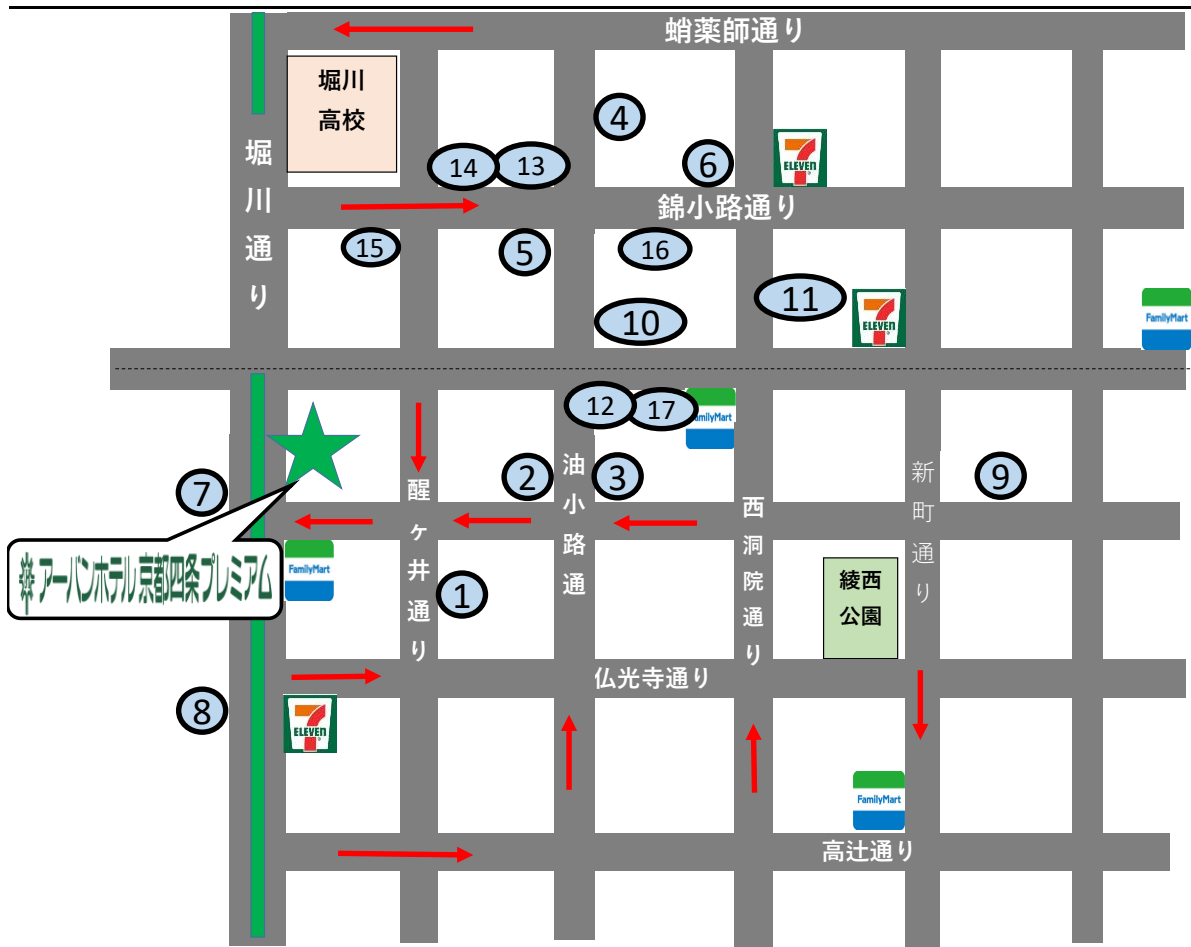 蛸薬師通り
堀川
高校
4
堀川通り
14
13
6
7
ELEVEN
錦小路通り
15
5
16
11
10
7
ELEVEN
FamilyMart
12
17
FamilyMart
7
2
油小路通
3
西洞院通り
新町通り
9
醒ヶ井通り
アーバンホテル京都四条プレミアム
FamilyMart
1
綾西
公園
仏光寺通り
8
7
ELEVEN
FamilyMart
高辻通り